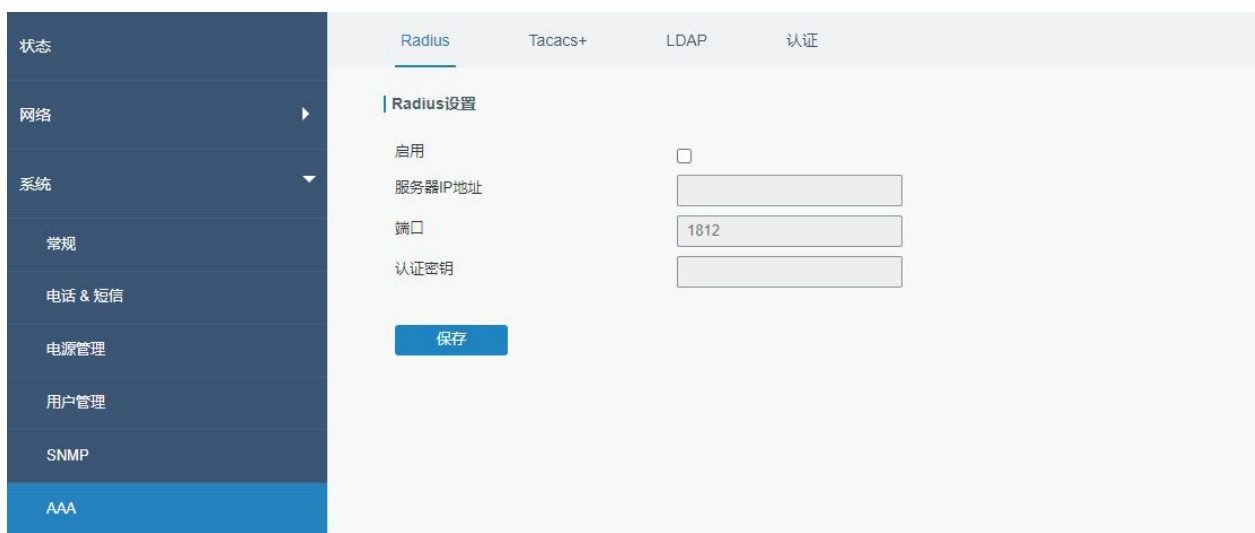 状态
网络
系统
常规
电话 & 短信
电源管理
用户管理
SNMP
AAA
Radius Tacacs+ LDAP 认证
Radius设置
启用
服务器IP地址
端口 1812
认证密钥
保存